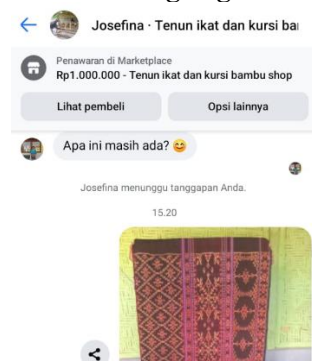 Josefina · Tenun ikat dan kursi bar
Penawaran di Marketplace
Rp1.000.000 - Tenun ikat dan kursi bambu shop
Lihat pembeli
Opsi lainnya
Apa ini masih ada? 😊
Josefina menunggu tanggapan Anda.
15.20